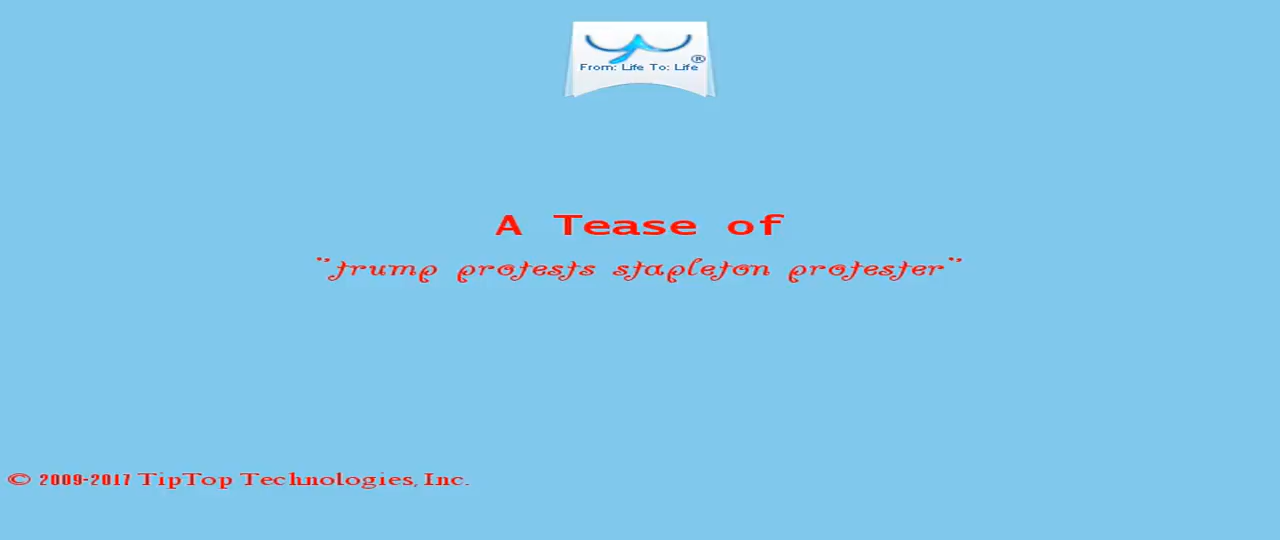 From: Life To: Life®
A Tease of
"trump protests stapleton protester"
© 2009-2017 TipTop Technologies, Inc.